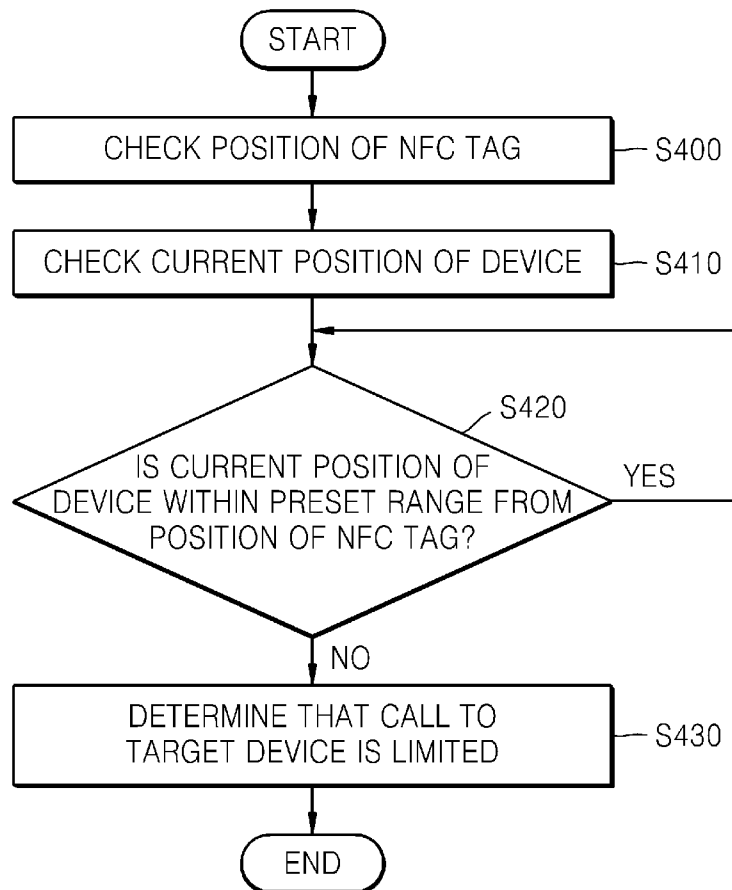 START
CHECK POSITION OF NFC TAG
S400
CHECK CURRENT POSITION OF DEVICE
S410
S420
IS CURRENT POSITION OF
DEVICE WITHIN PRESET RANGE FROM
POSITION OF NFC TAG?
YES
NO
DETERMINE THAT CALL TO
TARGET DEVICE IS LIMITED
S430
END